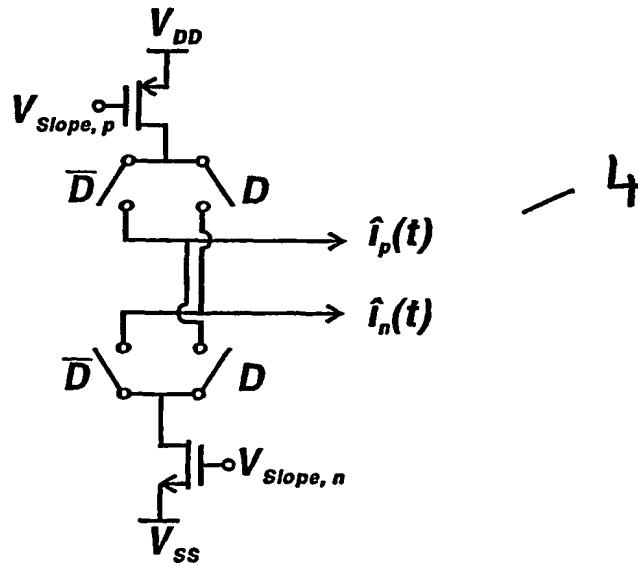 V_DD
V_Slope, p
D̅ D
4
î_p(t)
î_n(t)
D̅ D
V_Slope, n
V_SS